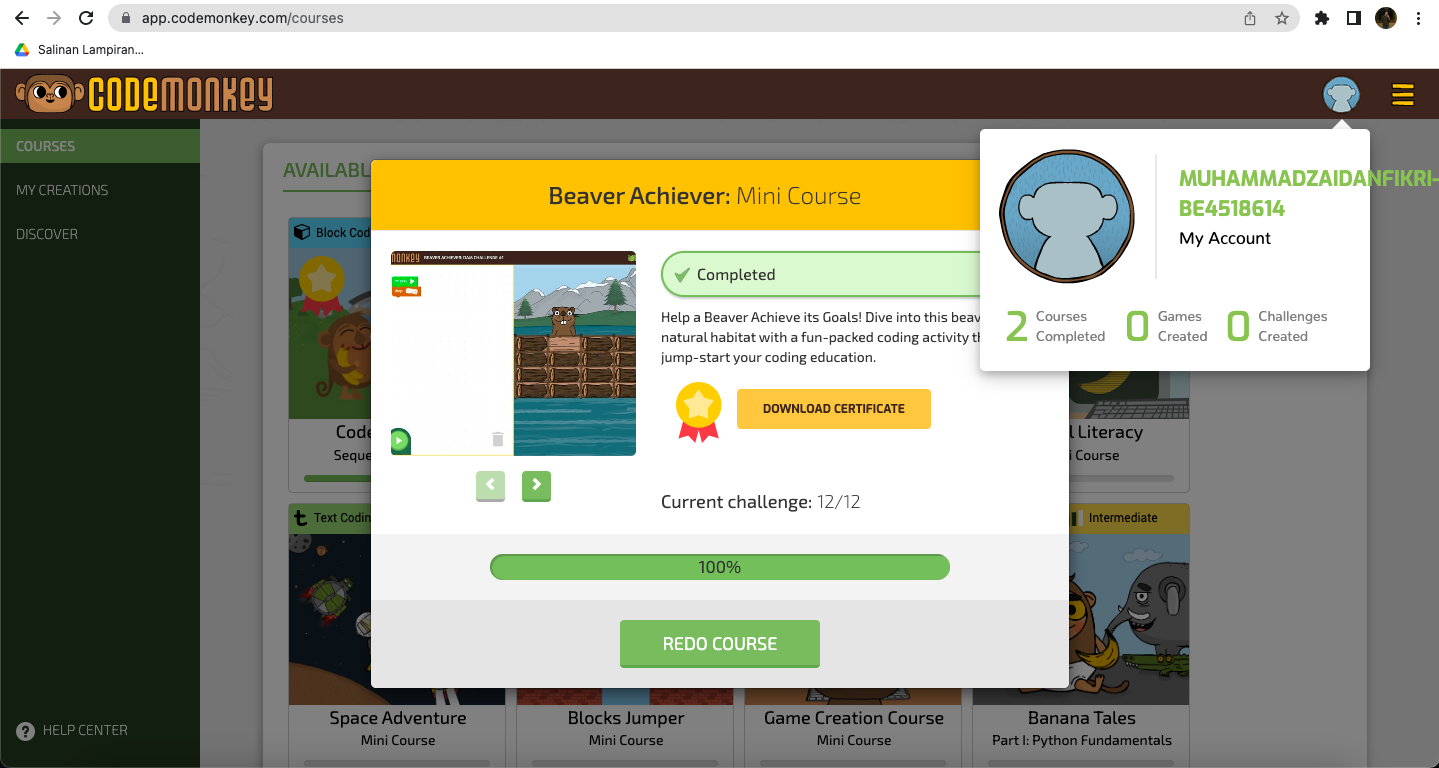 app.codemonkey.com/courses
Salinan Lampiran...
CODEMONKEY
COURSES
MY CREATIONS
DISCOVER
HELP CENTER
AVAILABL
Block Cod
Code
Seque
l Literacy
i Course
Text Coding
Intermediate
Space Adventure
Mini Course
Blocks Jumper
Mini Course
Game Creation Course
Mini Course
Banana Tales
Part I: Python Fundamentals
Beaver Achiever: Mini Course
Completed
Help a Beaver Achieve its Goals! Dive into this beav
natural habitat with a fun-packed coding activity th
jump-start your coding education.
DOWNLOAD CERTIFICATE
Current challenge: 12/12
100%
REDO COURSE
MUHAMMADZAIDANFIKRI-
BE4518614
My Account
2 Courses Completed
0 Games Created
0 Challenges Created